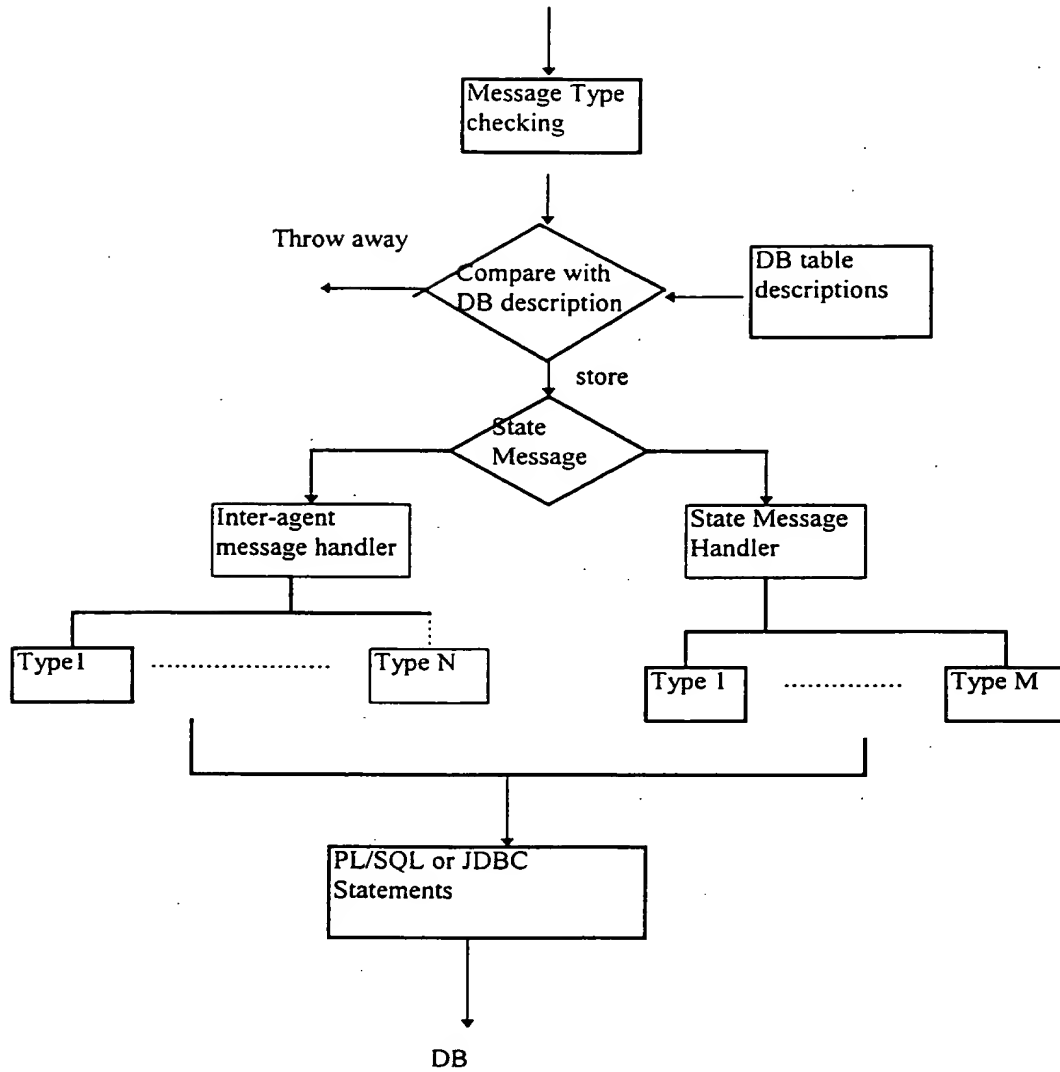 Message Type
checking
Throw away
Compare with
DB description
DB table
descriptions
store
State
Message
Inter-agent
message handler
State Message
Handler
Type1
Type N
Type 1
Type M
PL/SQL or JDBC
Statements
DB